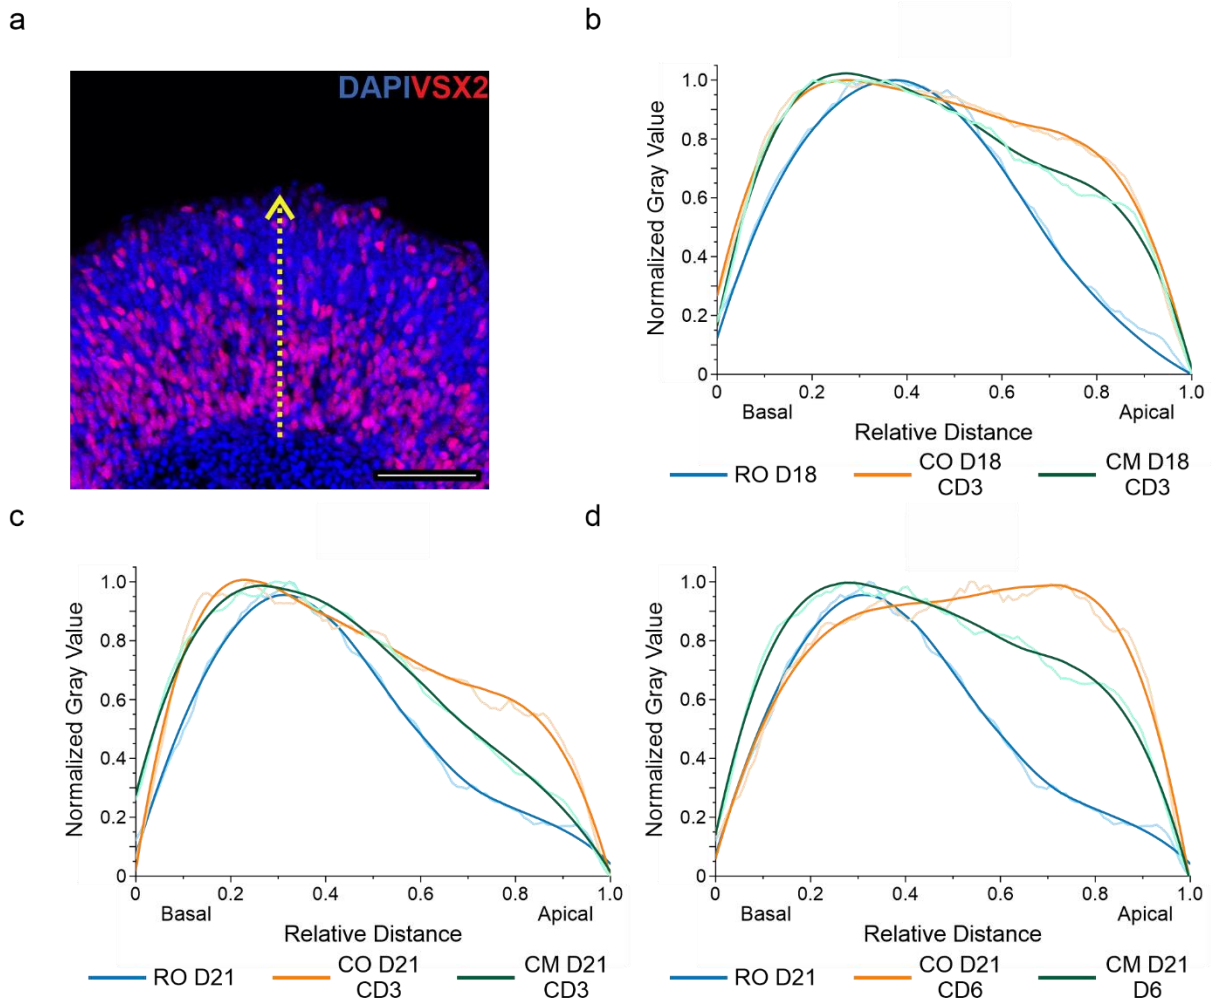 a
DAPIVSX2
b
Normalized Gray Value
1.0
0.8
0.6
0.4
0.2
0
0 0.2 0.4 0.6 0.8 1.0
Basal Apical
Relative Distance
RO D18 CO D18 CD3 CM D18 CD3
c
Normalized Gray Value
1.0
0.8
0.6
0.4
0.2
0
0 0.2 0.4 0.6 0.8 1.0
Basal Apical
Relative Distance
RO D21 CO D21 CD3 CM D21 CD3
d
Normalized Gray Value
1.0
0.8
0.6
0.4
0.2
0
0 0.2 0.4 0.6 0.8 1.0
Basal Apical
Relative Distance
RO D21 CO D21 CD6 CM D21 D6